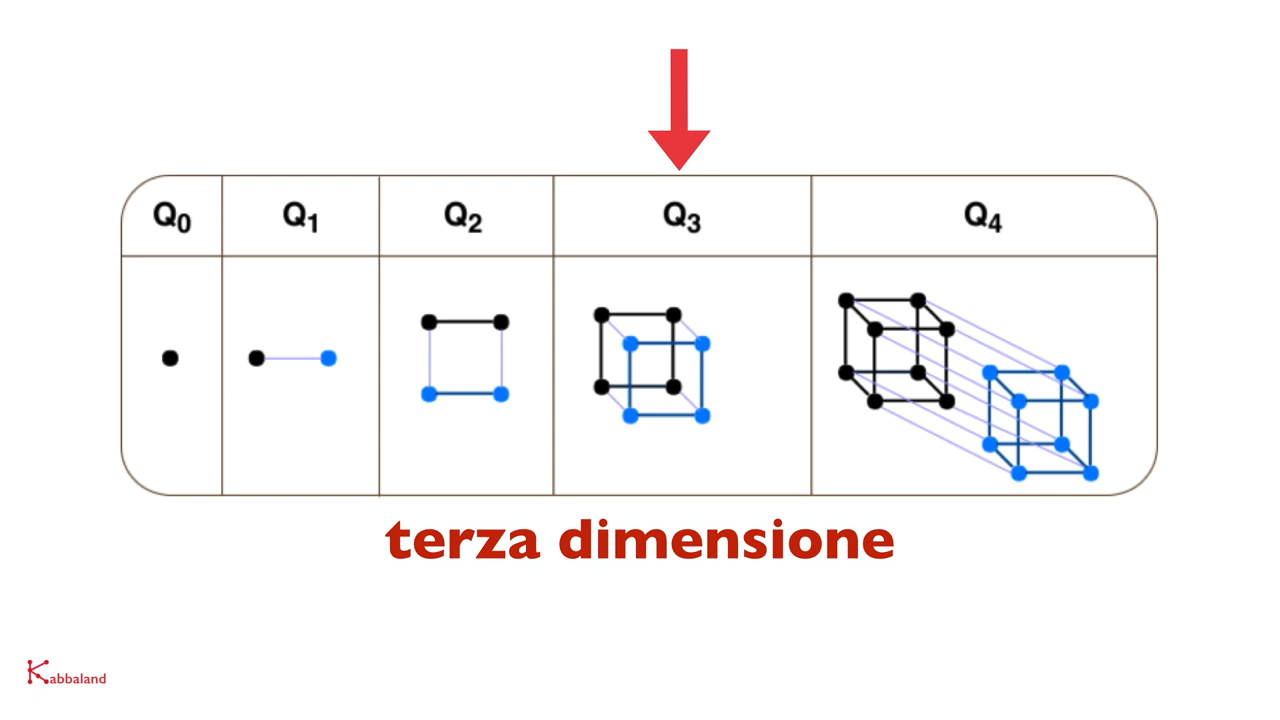 Q₀ Q₁ Q₂ Q₃ Q₄
terza dimensione
Kabbaland